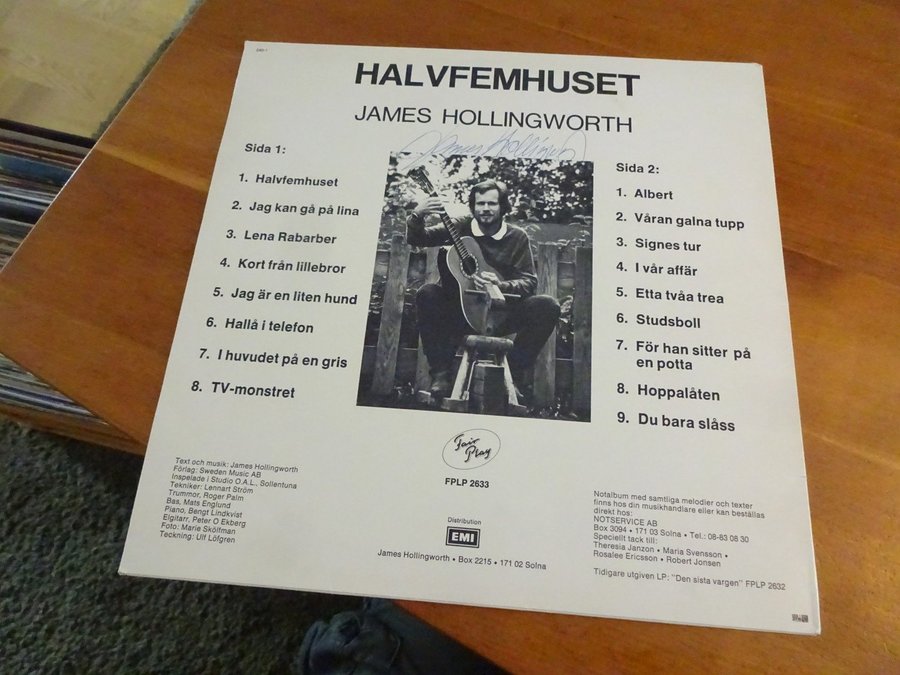 HALVFEMHUSET
JAMES HOLLINGWORTH
James Hollingworth
Sida 1:
1. Halvfemhuset
2. Jag kan gå på lina
3. Lena Rabarber
4. Kort från lillebror
5. Jag är en liten hund
6. Hallå i telefon
7. I huvudet på en gris
8. TV-monstret
Sida 2:
1. Albert
2. Våran galna tupp
3. Signes tur
4. I vår affär
5. Etta tvåa trea
6. Studsboll
7. För han sitter på
en potta
8. Hoppalåten
9. Du bara slåss
Fair
Play
FPLP 2633
Text och musik: James Hollingworth
Förlag: Sweden Music AB
Inspelade i Studio O.A.L., Sollentuna
Tekniker: Lennart Ström
Trummor, Roger Palm
Bas, Mats Englund
Piano, Bengt Lindkvist
Elgitarr, Peter O Ekberg
Foto: Marie Skölfman
Teckning: Ulf Löfgren
Distribution
EMI
James Hollingworth • Box 2215 • 171 02 Solna
Notalbum med samtliga melodier och texter
finns hos din musikhandlare eller kan beställas
direkt hos:
NOTSERVICE AB
Box 3094 • 171 03 Solna • Tel.: 08-83 08 30
Speciellt tack till:
Theresia Janzon • Maria Svensson •
Rosalee Ericsson • Robert Jonsen
Tidigare utgiven LP: "Den sista vargen" FPLP 2632